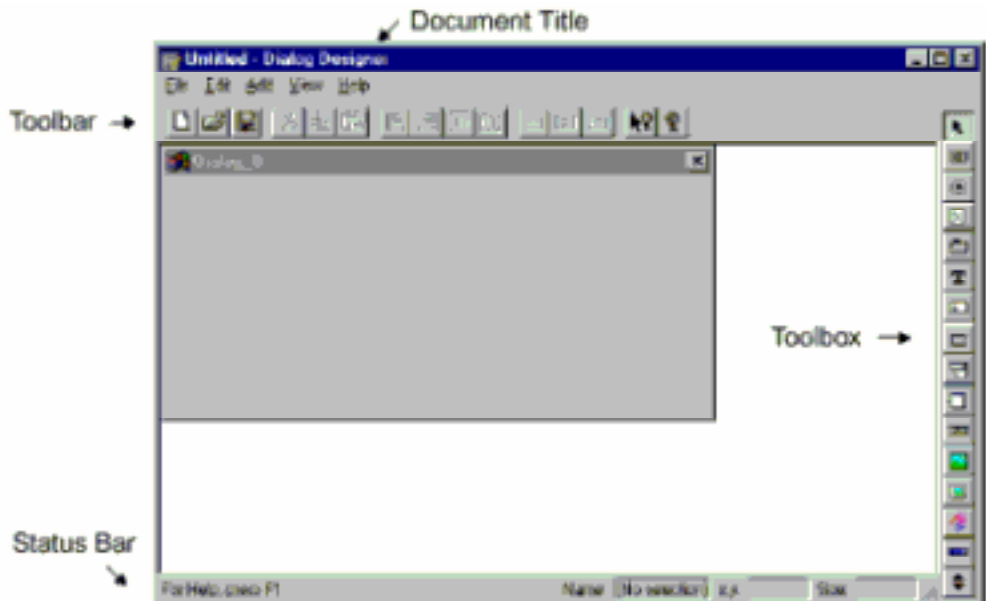 Document Title
Untitled - Dialog Designer
File Edit Add View Help
Toolbar
Dialog_0
Toolbox
Status Bar
For Help, press F1 Name: (No selection) x,y: Size: